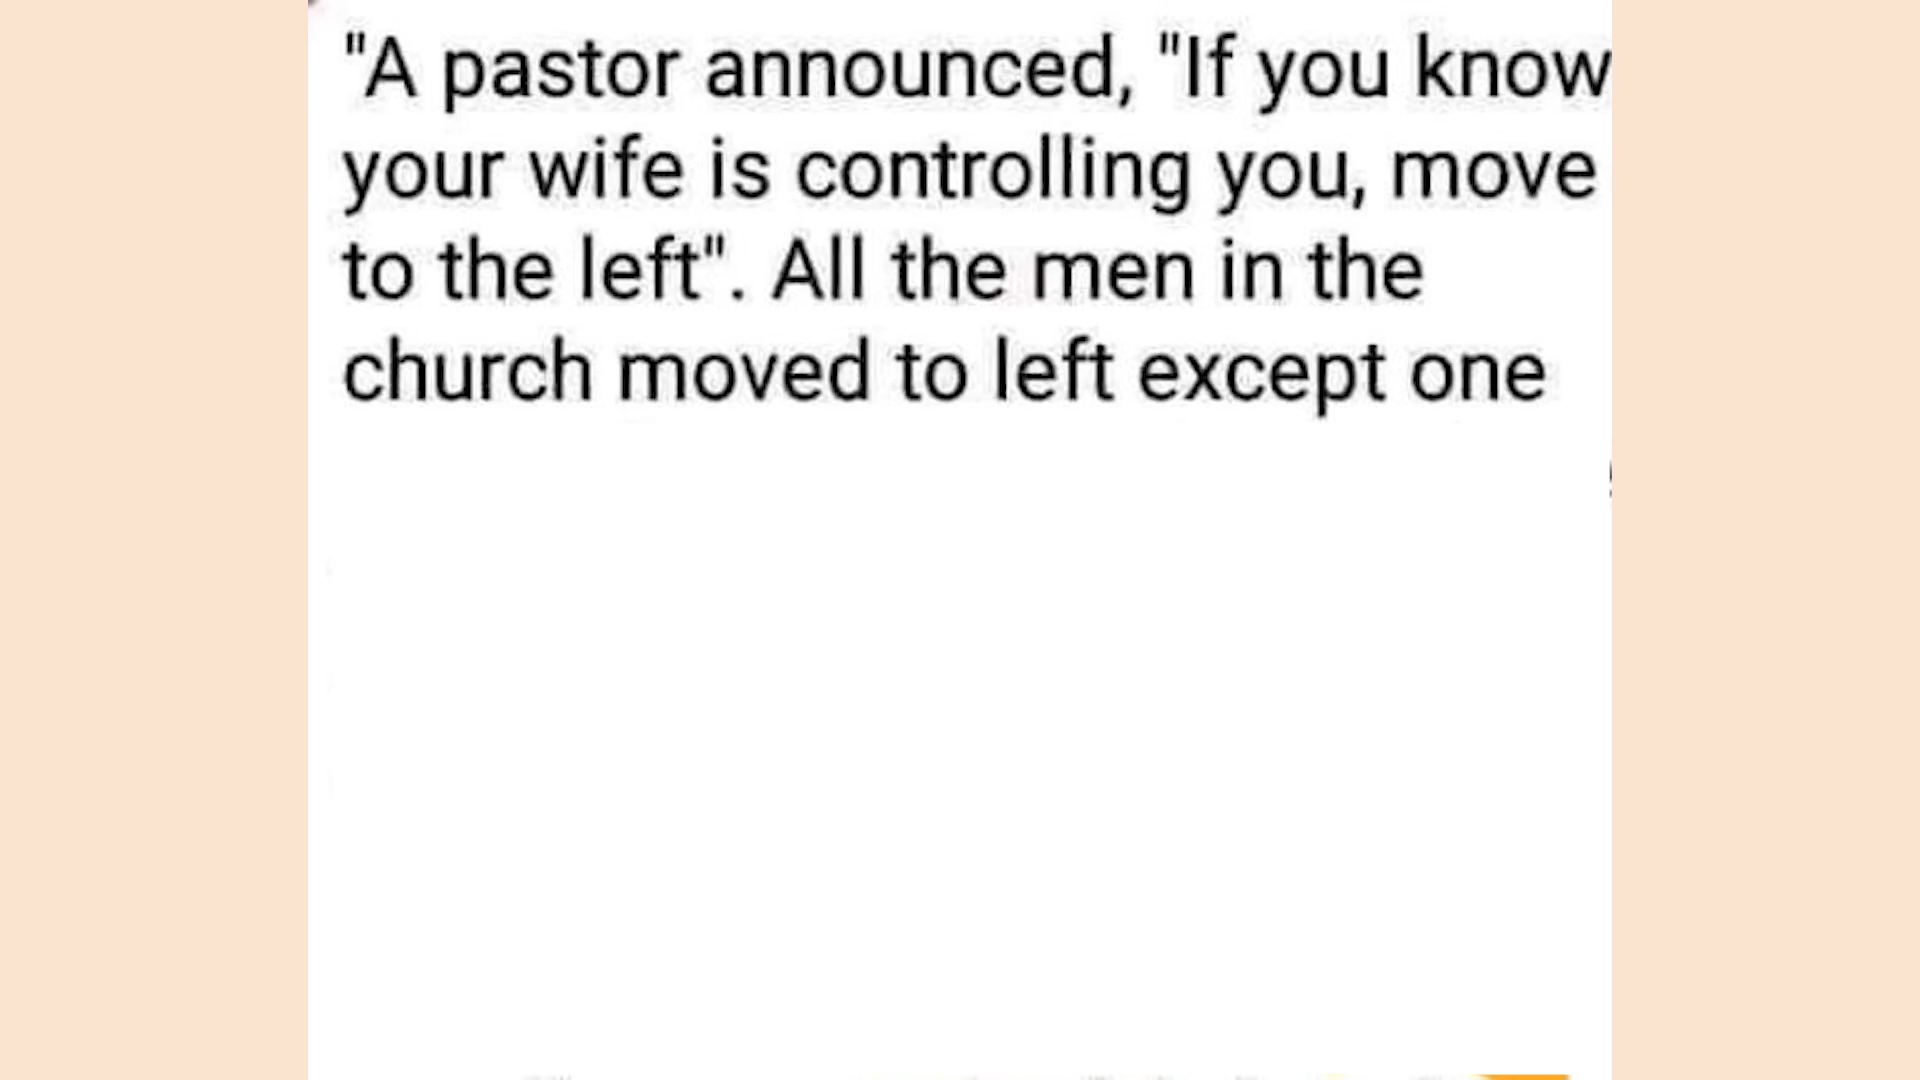 "A pastor announced, "If you know
your wife is controlling you, move
to the left". All the men in the
church moved to left except one